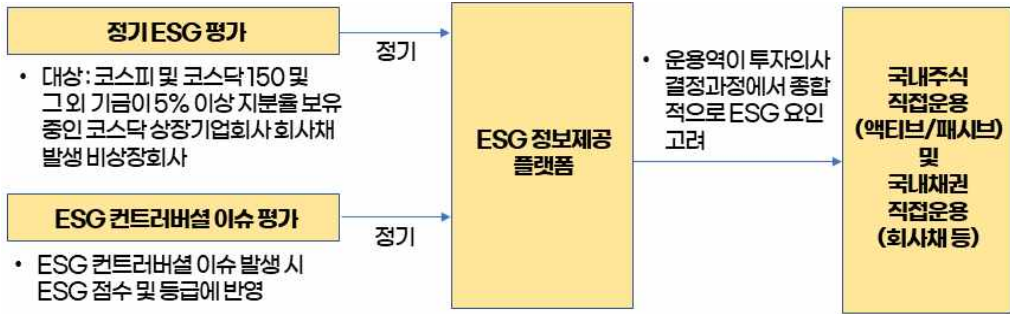 정기 ESG 평가
• 대상 : 코스피 및 코스닥 150 및
그 외 기금이 5% 이상 지분율 보유
중인 코스닥 상장기업회사 회사채
발생 비상장회사
정기
ESG 컨트러버셜 이슈 평가
정기
• ESG 컨트러버셜 이슈 발생 시
ESG 점수 및 등급에 반영
ESG 정보제공
플랫폼
• 운용역이 투자의사
결정과정에서 종합
적으로 ESG 요인
고려
국내주식
직접운용
(액티브/패시브)
및
국내채권
직접운용
(회사채 등)